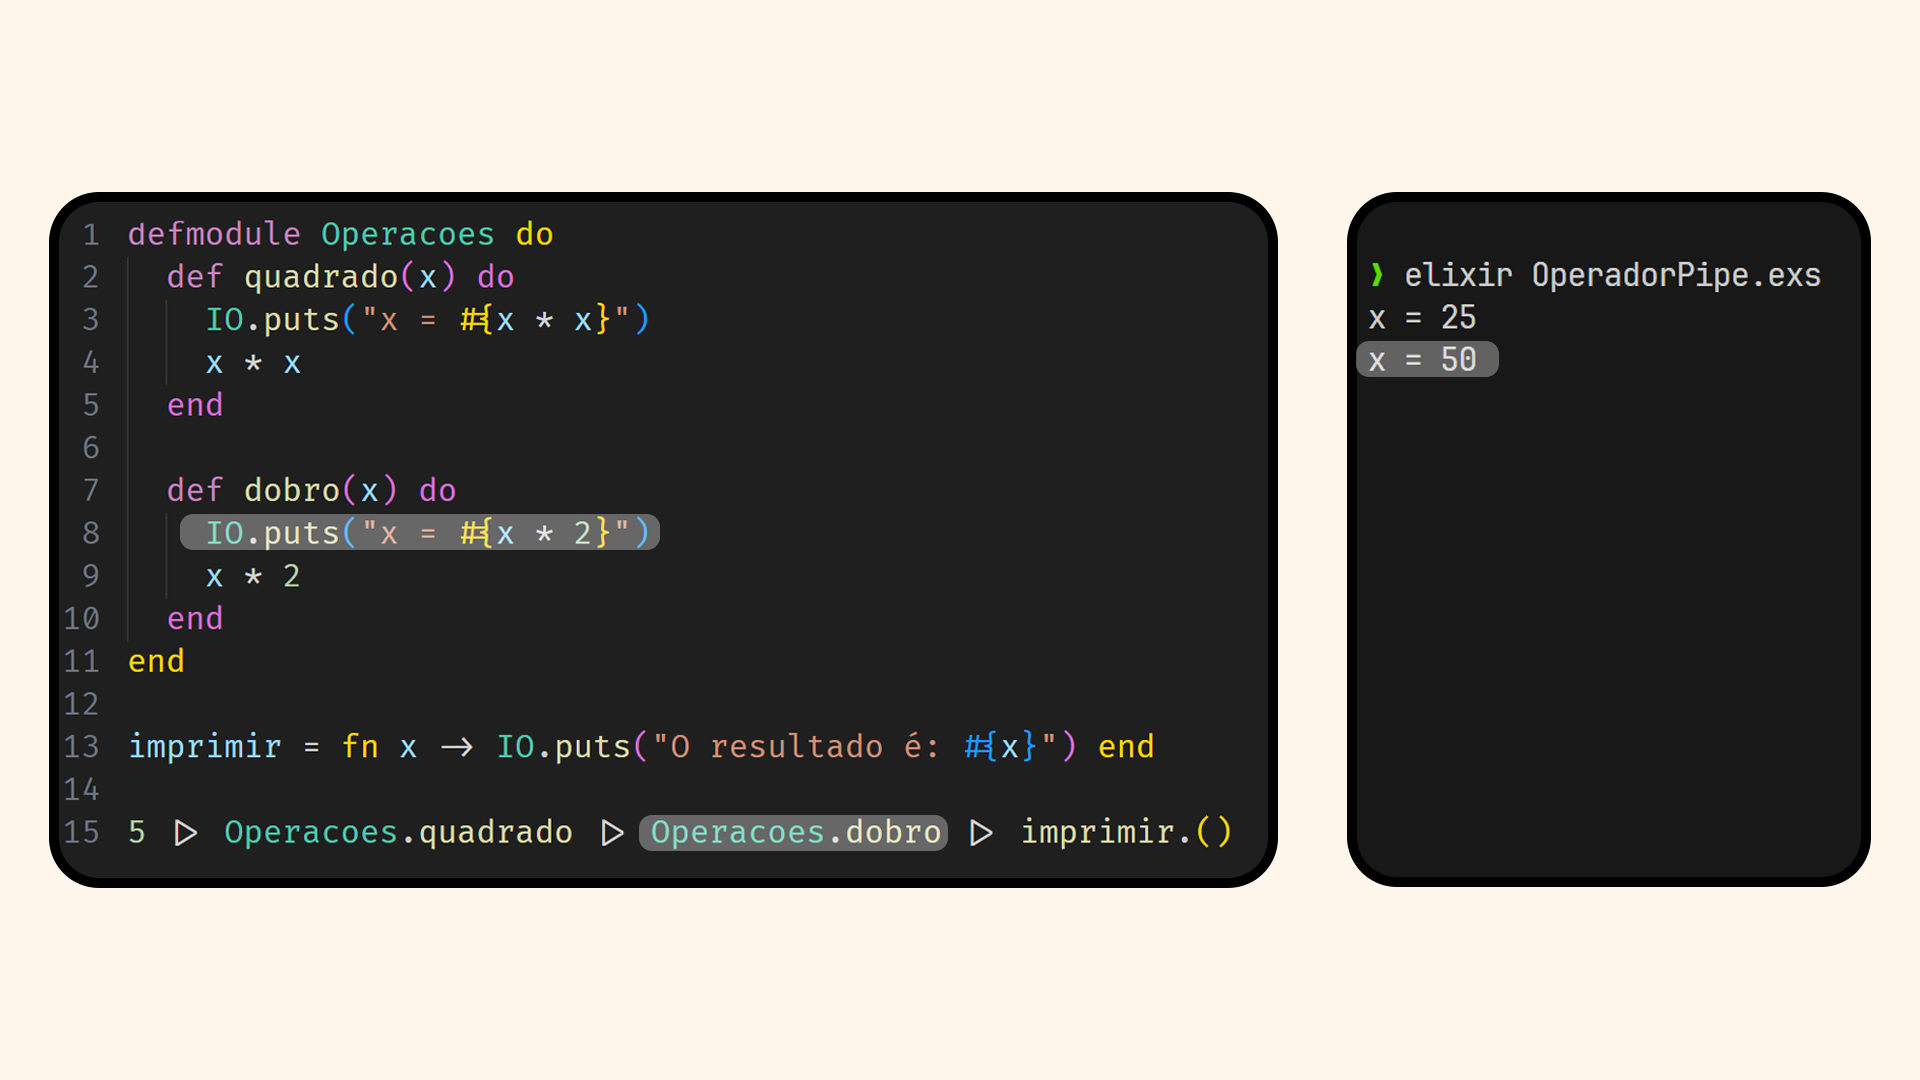 1 defmodule Operacoes do
2   def quadrado(x) do
3     IO.puts("x = #{x * x}")
4     x * x
5   end
6
7   def dobro(x) do
8     IO.puts("x = #{x * 2}")
9     x * 2
10   end
11 end
12
13 imprimir = fn x -> IO.puts("O resultado é: #{x}") end
14
15 5 |> Operacoes.quadrado |> Operacoes.dobro |> imprimir.()
❯ elixir OperadorPipe.exs
x = 25
x = 50